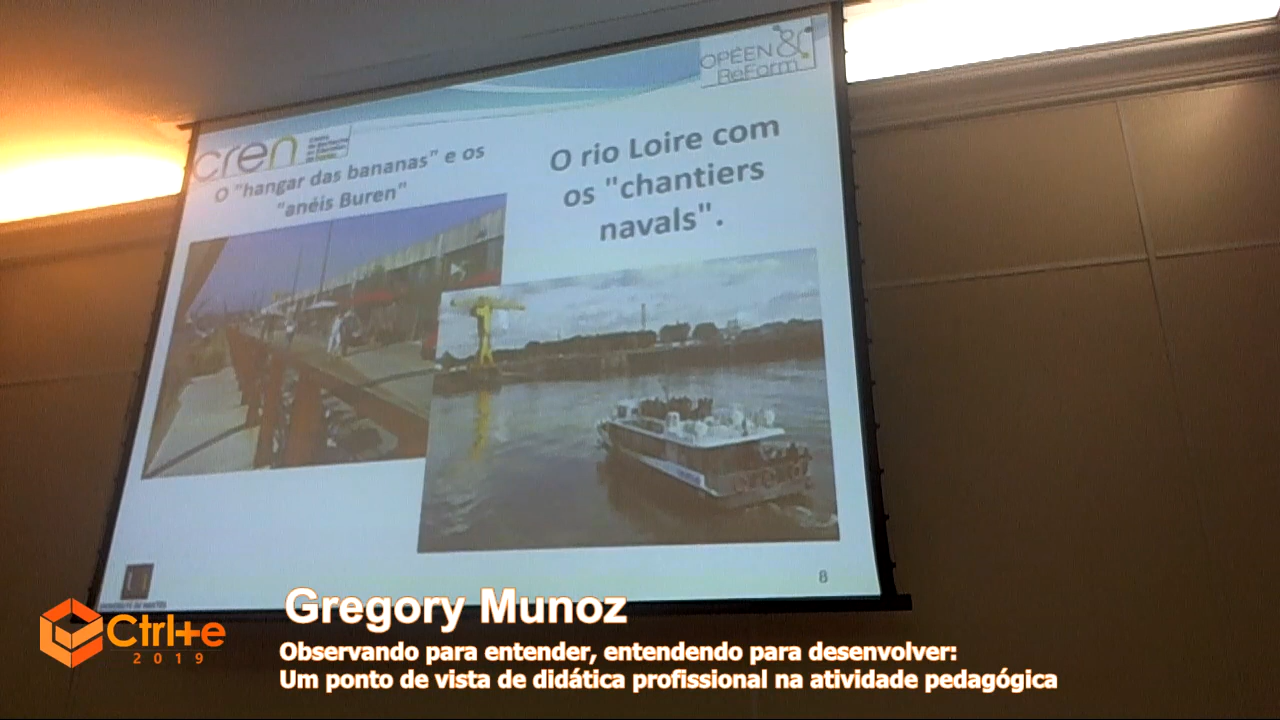 OPÉEN &
ReForm
cren
O "hangar das bananas" e os
"anéis Buren"
O rio Loire com
os "chantiers
navals".
8
Gregory Munoz
Ctrl+e
2019
Observando para entender, entendendo para desenvolver:
Um ponto de vista de didática profissional na atividade pedagógica